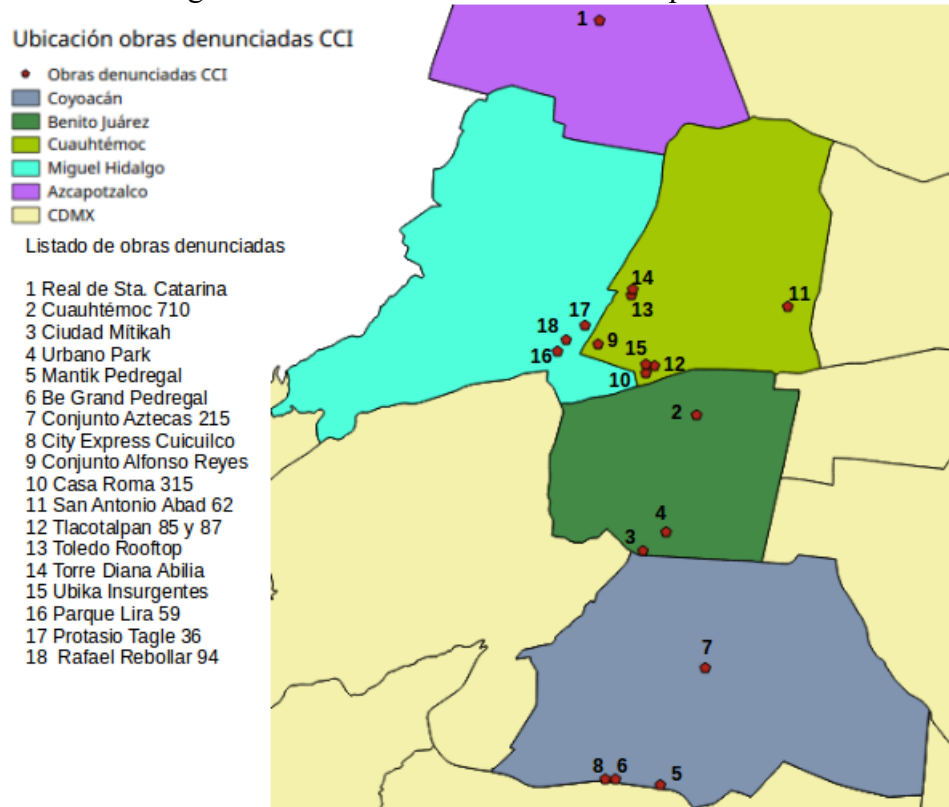 Ubicación obras denunciadas CCI
Obras denunciadas CCI
Coyoacán
Benito Juárez
Cuauhtémoc
Miguel Hidalgo
Azcapotzalco
CDMX
Listado de obras denunciadas
1 Real de Sta. Catarina
2 Cuauhtémoc 710
3 Ciudad Mítikah
4 Urbano Park
5 Mantik Pedregal
6 Be Grand Pedregal
7 Conjunto Aztecas 215
8 City Express Cuicuilco
9 Conjunto Alfonso Reyes
10 Casa Roma 315
11 San Antonio Abad 62
12 Tlacotalpan 85 y 87
13 Toledo Rooftop
14 Torre Diana Abilia
15 Ubika Insurgentes
16 Parque Lira 59
17 Protasio Tagle 36
18 Rafael Rebollar 94
1
14
13
11
17
18
16
9
15
12
10
2
4
3
7
8
6
5